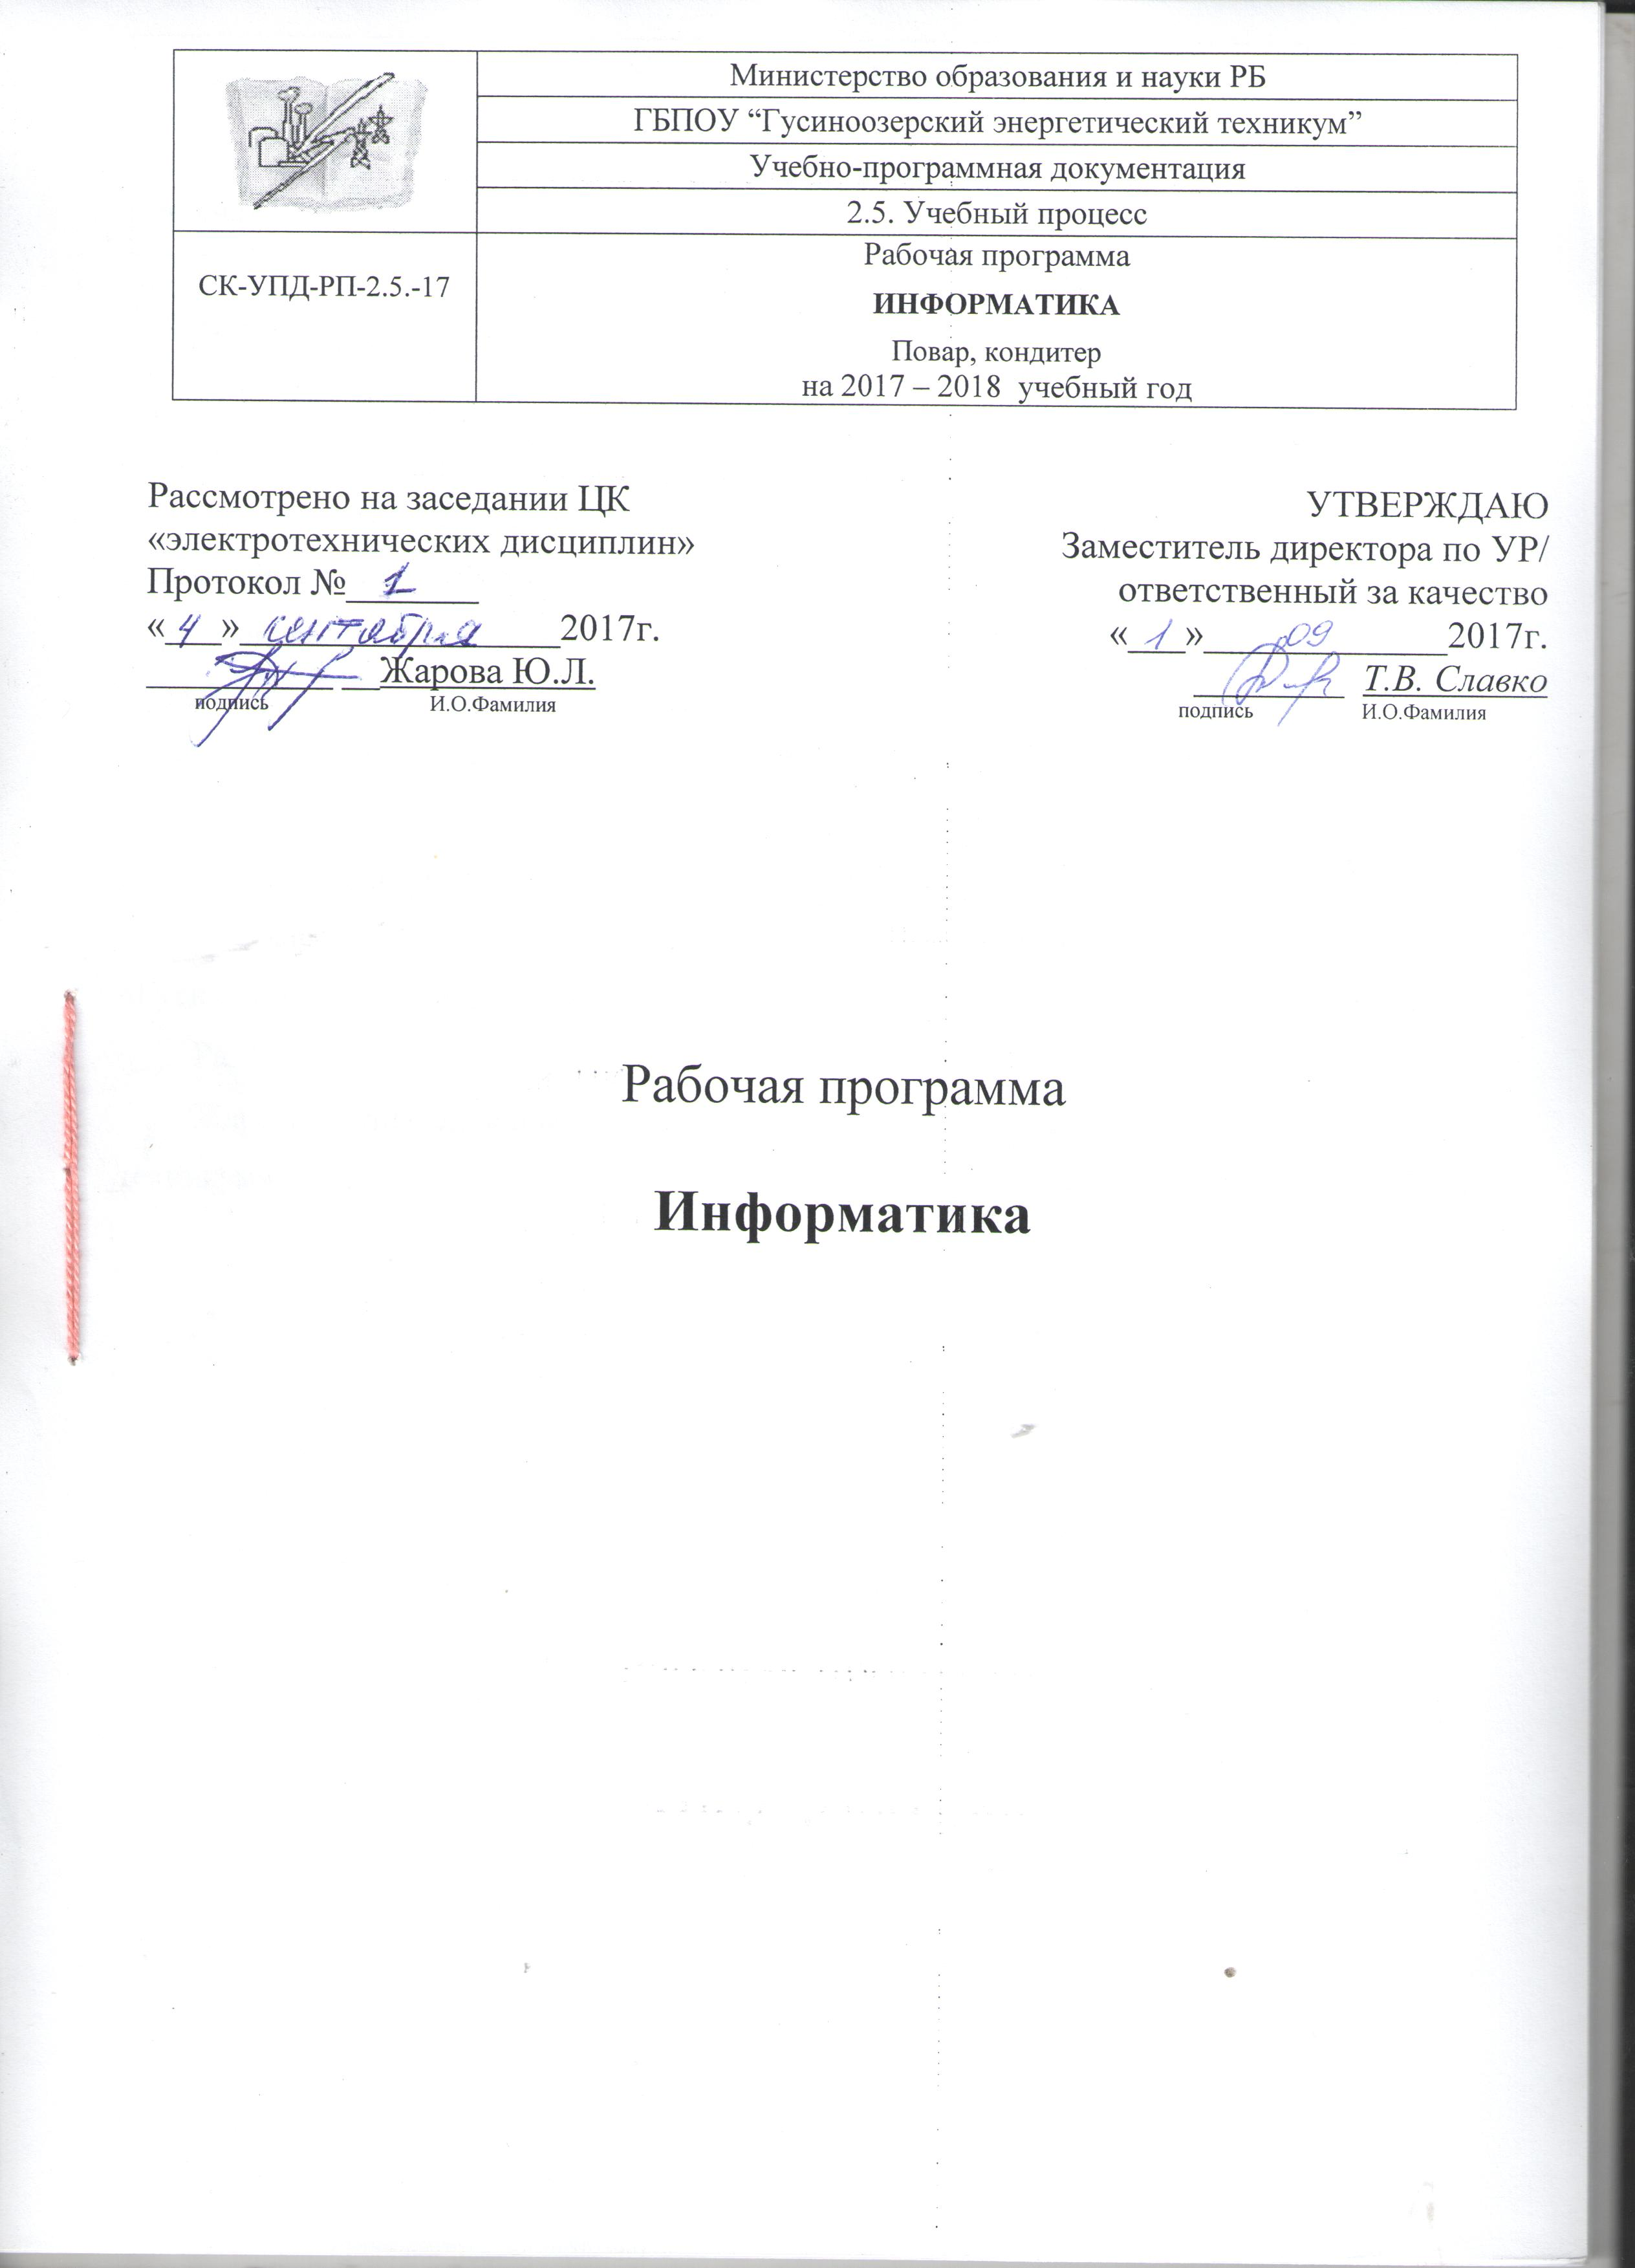 Министерство образования и науки РБ
ГБПОУ “Гусиноозерский энергетический техникум”
Учебно-программная документация
2.5. Учебный процесс
СК-УПД-РП-2.5.-17
Рабочая программа
ИНФОРМАТИКА
Повар, кондитер
на 2017 – 2018 учебный год
Рассмотрено на заседании ЦК
«электротехнических дисциплин»
Протокол № 1
« 4 » сентября 2017г.
Жарова Ю.Л.
подпись И.О.Фамилия
УТВЕРЖДАЮ
Заместитель директора по УР/
ответственный за качество
« 1 » 09 2017г.
Т.В. Славко
подпись И.О.Фамилия
Рабочая программа
Информатика